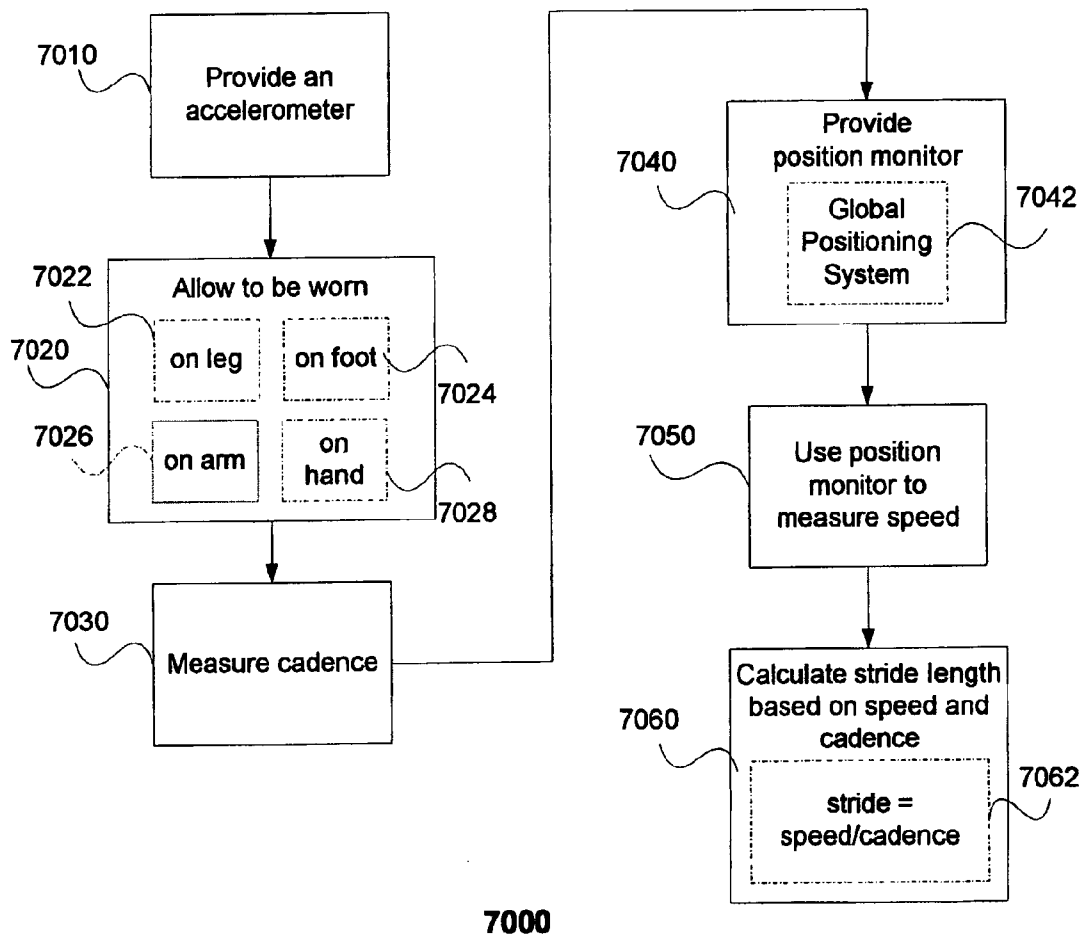 7010
Provide an
accelerometer
7022
Allow to be worn
7020
on leg
on foot
7024
7026
on arm
on
hand
7028
7030
Measure cadence
Provide
position monitor
7040
7042
Global
Positioning
System
7050
Use position
monitor to
measure speed
Calculate stride length
based on speed and
cadence
7060
7062
stride =
speed/cadence
7000